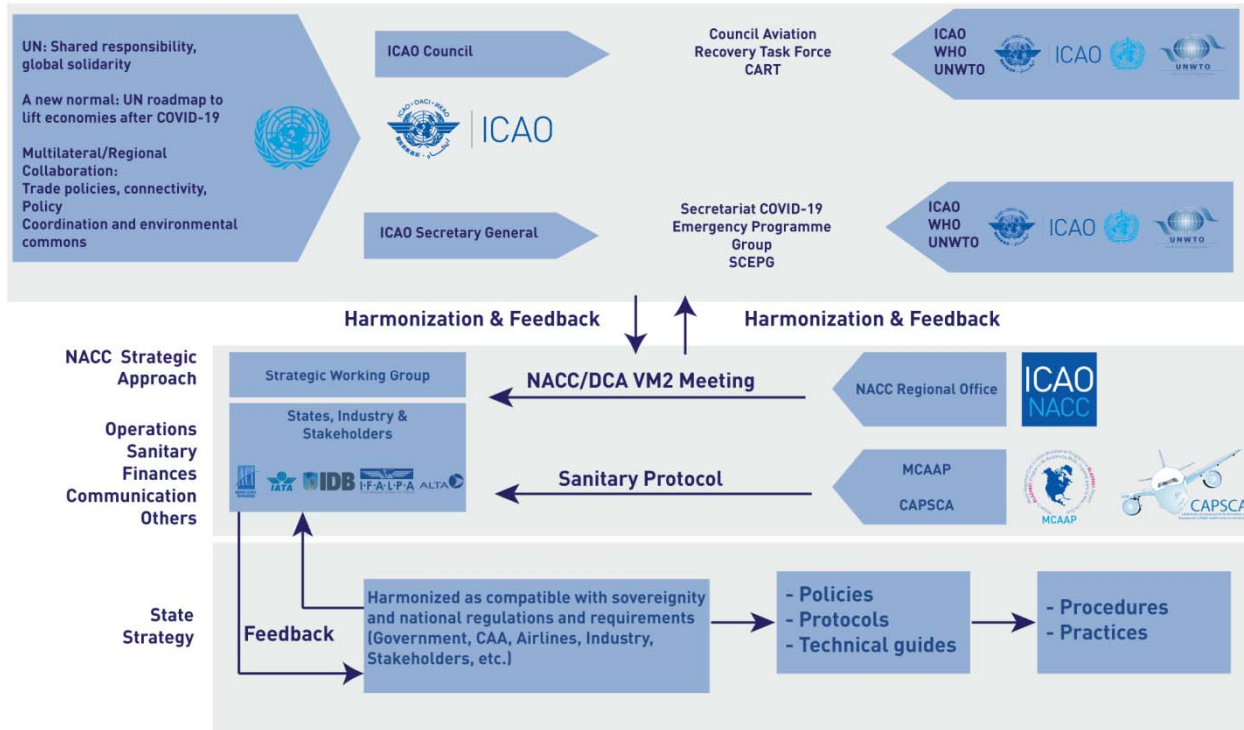 UN: Shared responsibility,
global solidarity
A new normal: UN roadmap to
lift economies after COVID-19
Multilateral/Regional
Collaboration:
Trade policies, connectivity,
Policy
Coordination and environmental
commons
ICAO Council
ICAO · OACI · ИКАО
ICAO
ICAO Secretary General
Council Aviation
Recovery Task Force
CART
ICAO
WHO
UNWTO
ICAO
UNWTO
Secretariat COVID-19
Emergency Programme
Group
SCEPG
ICAO
WHO
UNWTO
ICAO
UNWTO
Harmonization & Feedback
Harmonization & Feedback
NACC Strategic
Approach
Operations
Sanitary
Finances
Communication
Others
Strategic Working Group
States, Industry &
Stakeholders
IATA
IDB
I·F·A·L·P·A
ALTA
NACC/DCA VM2 Meeting
NACC Regional Office
ICAO
NACC
Sanitary Protocol
MCAAP
CAPSCA
MCAAP
CAPSCA
State
Strategy
Feedback
Harmonized as compatible with sovereignity
and national regulations and requirements
(Government, CAA, Airlines, Industry,
Stakeholders, etc.)
- Policies
- Protocols
- Technical guides
- Procedures
- Practices